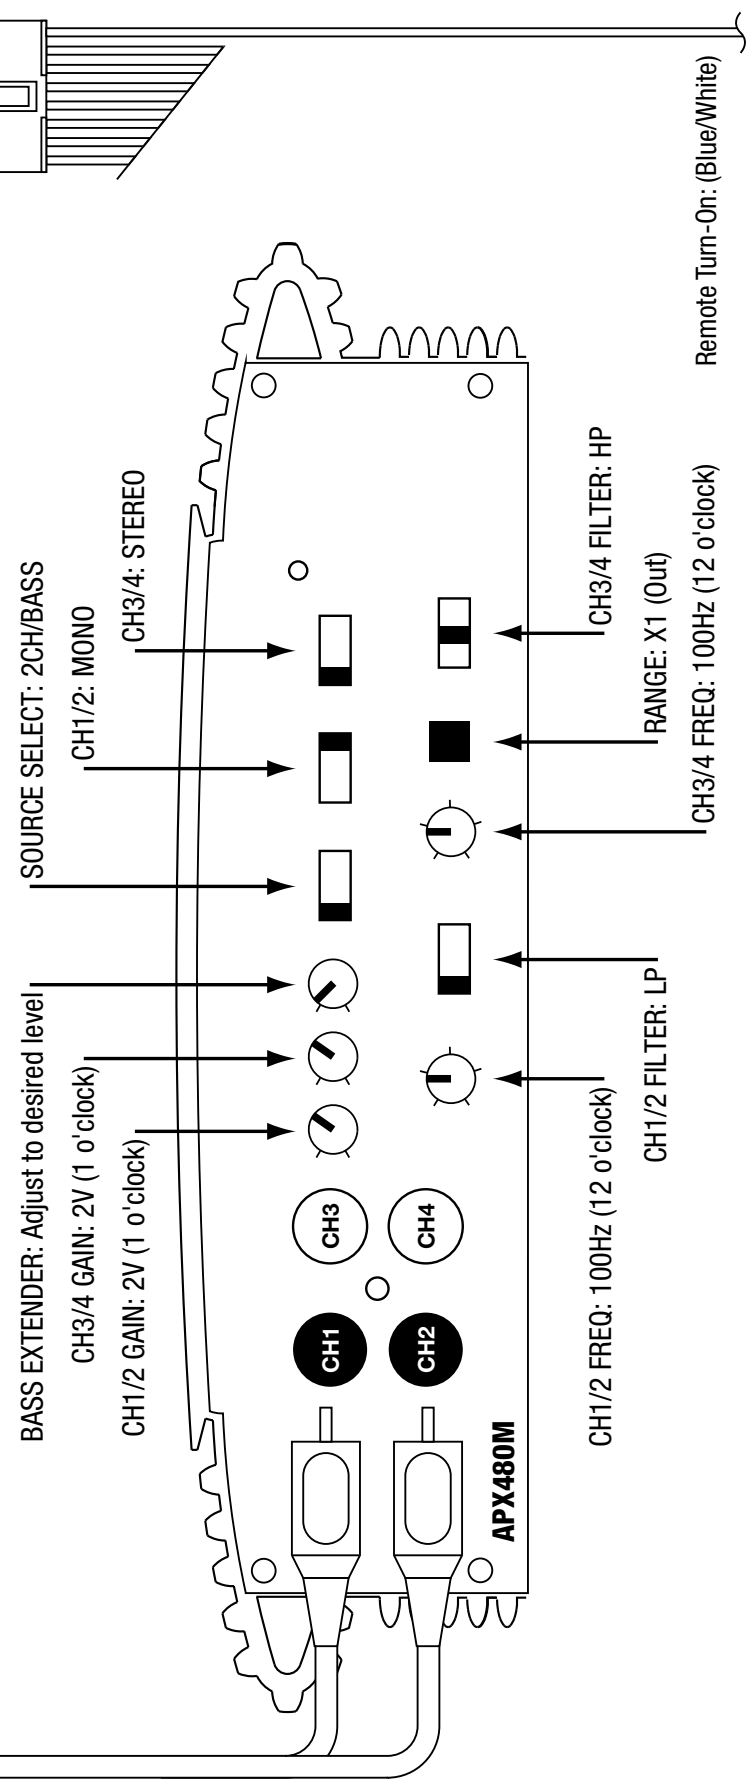 BASS EXTENDER: Adjust to desired level
SOURCE SELECT: 2CH/BASS
CH3/4 GAIN: 2V (1 o'clock)
CH1/2: MONO
CH1/2 GAIN: 2V (1 o'clock)
CH3/4: STEREO
CH1
CH3
CH2
CH4
APX480M
CH1/2 FREQ: 100Hz (12 o'clock)
CH3/4 FILTER: HP
CH1/2 FILTER: LP
RANGE: X1 (Out)
CH3/4 FREQ: 100Hz (12 o'clock)
Remote Turn-On: (Blue/White)